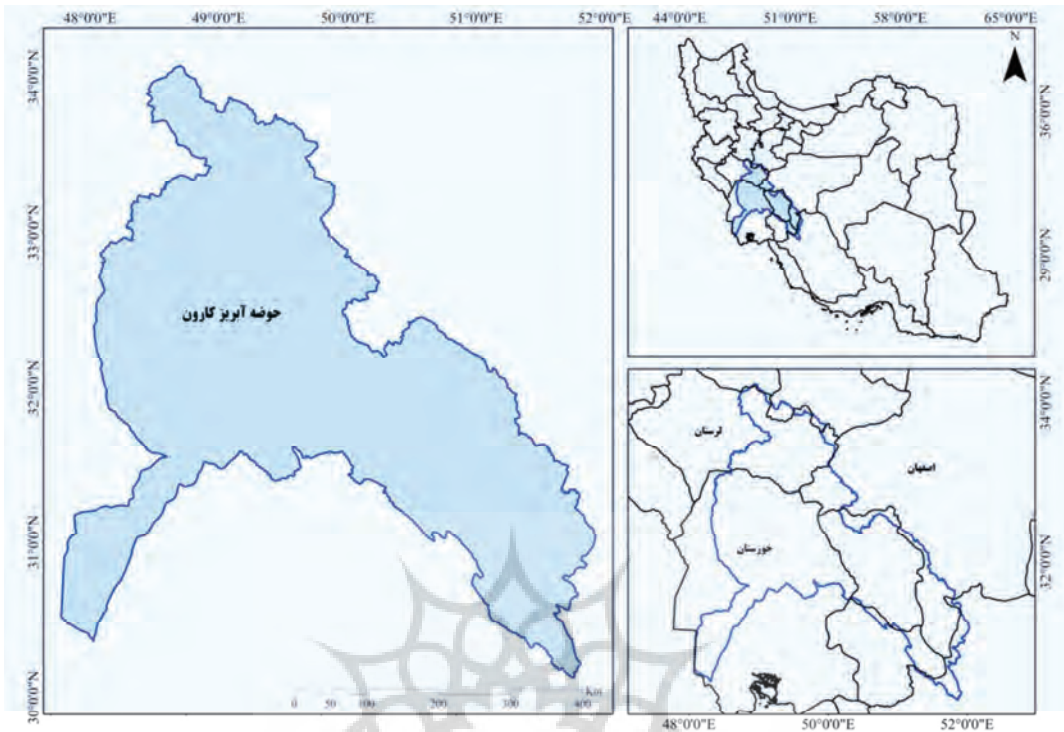 48°0'0"E 49°0'0"E 50°0'0"E 51°0'0"E 52°0'0"E
34°0'0"N
33°0'0"N
32°0'0"N
31°0'0"N
30°0'0"N
حوضه آبریز کارون
0 50 100 200 300 400 Km
44°0'0"E 51°0'0"E 58°0'0"E 65°0'0"E
N
36°0'0"N
29°0'0"N
لرستان
اصفهان
خوزستان
34°0'0"N
32°0'0"N
48°0'0"E 50°0'0"E 52°0'0"E